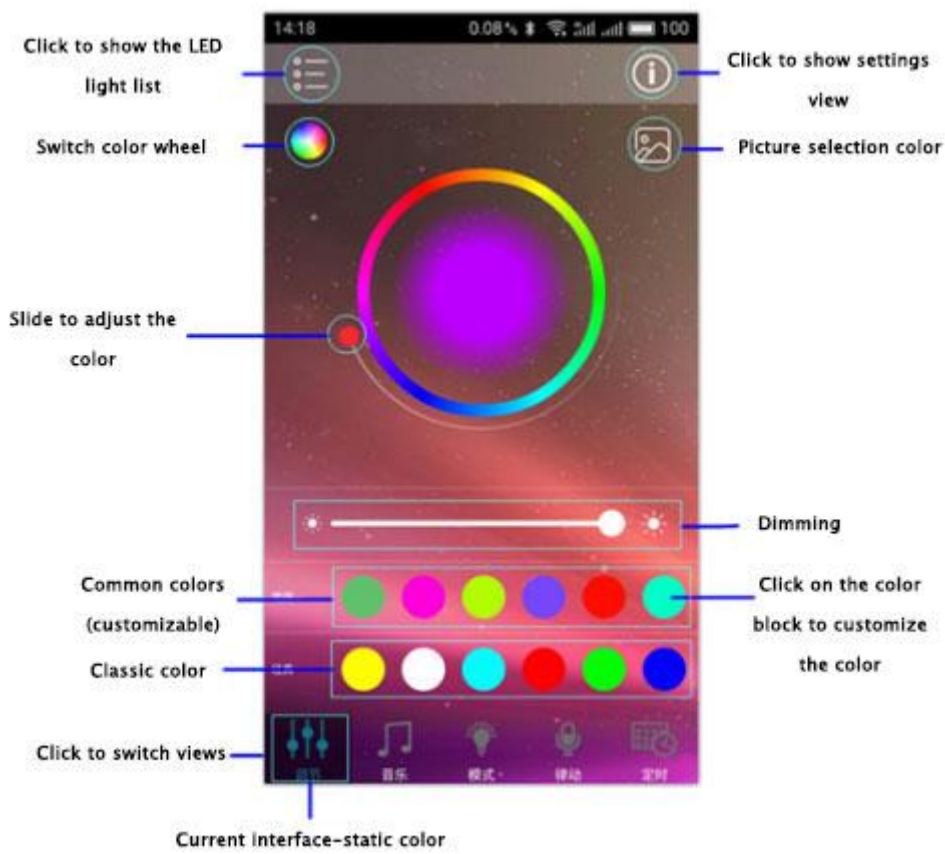 14:18
0.08 % 100
Click to show the LED
light list
Click to show settings
view
Switch color wheel
Picture selection color
Slide to adjust the
color
Dimming
Common colors
(customizable)
Click on the color
block to customize
the color
Classic color
Click to switch views
音乐
模式
律动
定时
Current interface-static color